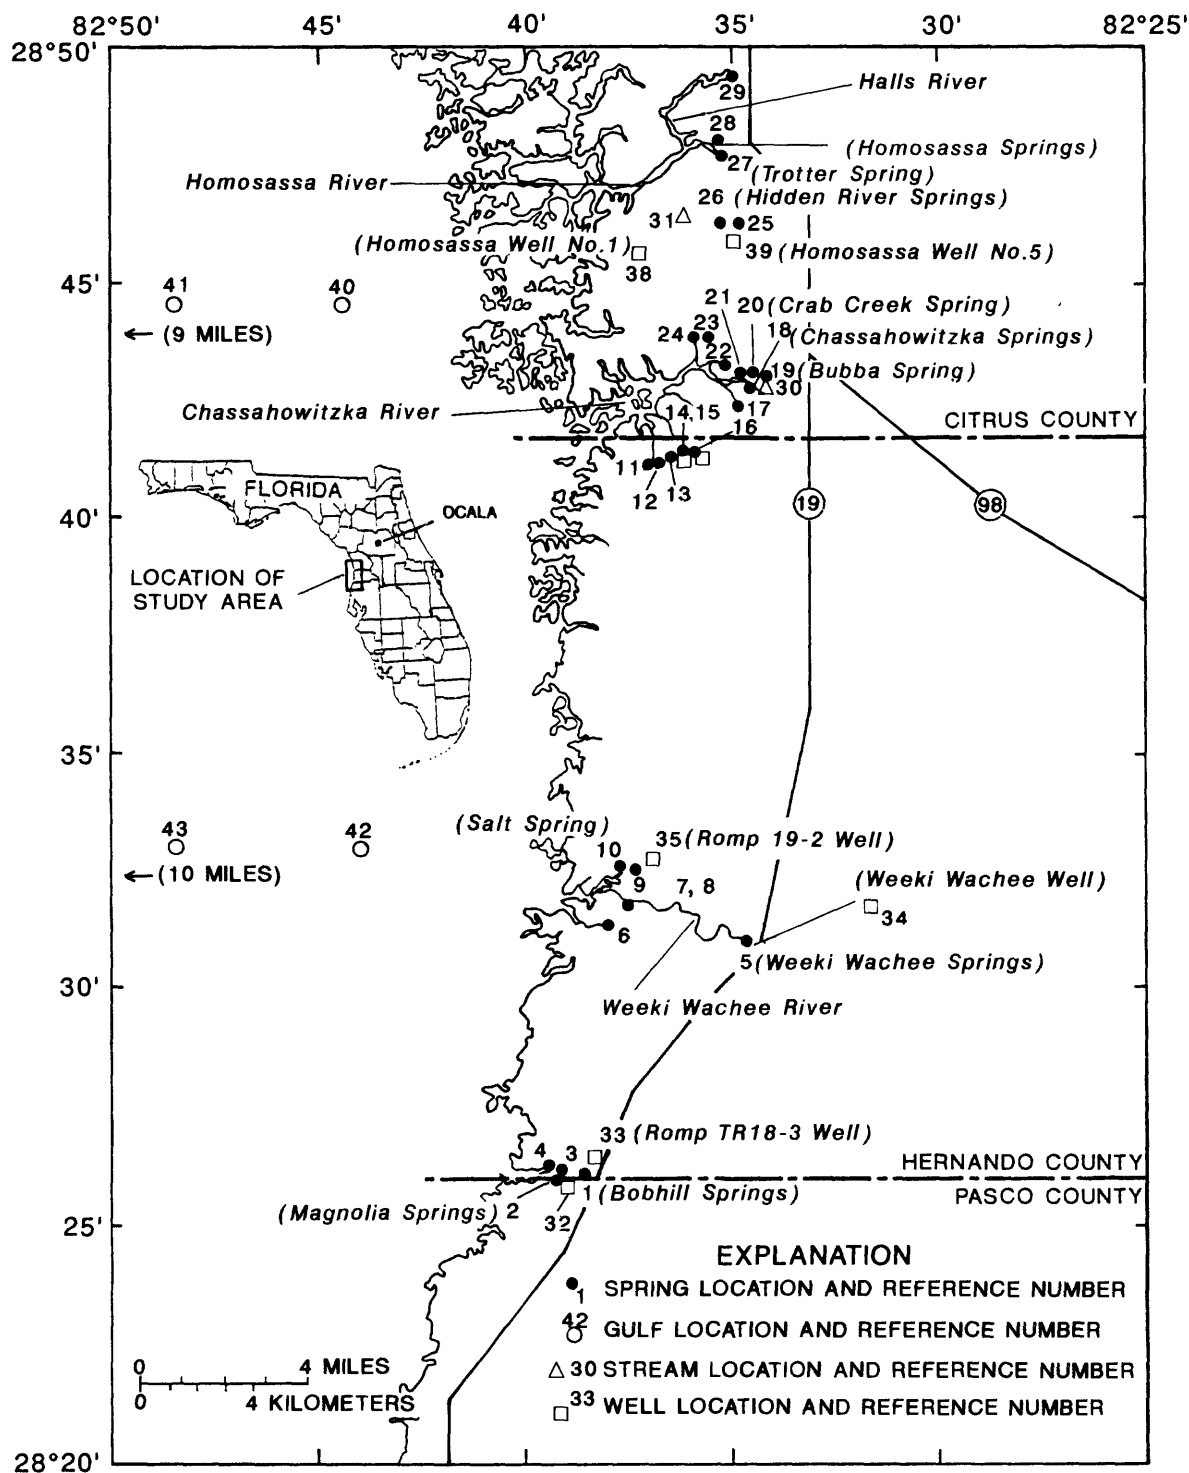 82°50' 45' 40' 35' 30' 82°25'
28°50'
29
Halls River
28
(Homosassa Springs)
27
(Trotter Spring)
Homosassa River
26 (Hidden River Springs)
31
25
(Homosassa Well No.1)
38
39 (Homosassa Well No.5)
45'
41 40
← (9 MILES)
21
20 (Crab Creek Spring)
24 23
18
(Chassahowitzka Springs)
22
19 (Bubba Spring)
30
Chassahowitzka River
14,15
17
16
CITRUS COUNTY
11
12 13
FLORIDA
OCALA
40'
19
98
LOCATION OF
STUDY AREA
35'
(Salt Spring)
43 42
← (10 MILES)
10
35 (Romp 19-2 Well)
9
7, 8
(Weeki Wachee Well)
34
6
5 (Weeki Wachee Springs)
30'
Weeki Wachee River
33 (Romp TR18-3 Well)
4 3
HERNANDO COUNTY
PASCO COUNTY
1 (Bobhill Springs)
(Magnolia Springs) 2
32
25'
EXPLANATION
1 SPRING LOCATION AND REFERENCE NUMBER
42 GULF LOCATION AND REFERENCE NUMBER
30 STREAM LOCATION AND REFERENCE NUMBER
33 WELL LOCATION AND REFERENCE NUMBER
0 4 MILES
0 4 KILOMETERS
28°20'